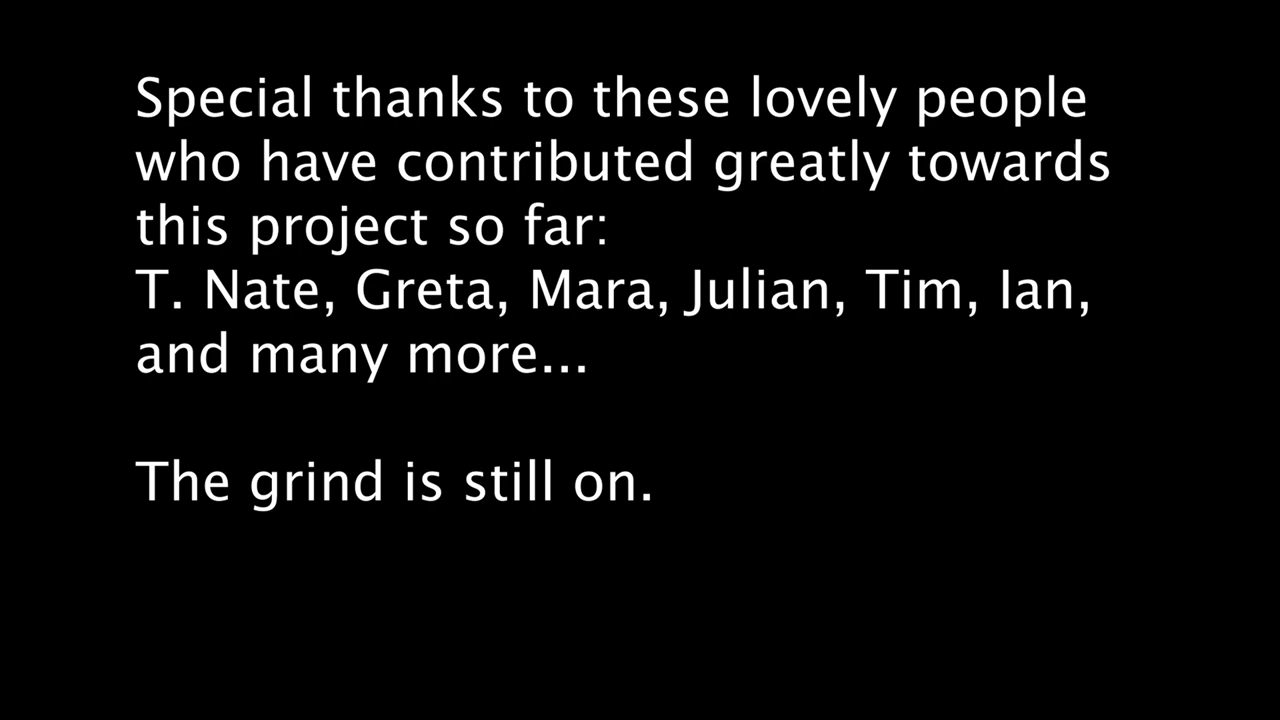 Special thanks to these lovely people
who have contributed greatly towards
this project so far:
T. Nate, Greta, Mara, Julian, Tim, Ian,
and many more...
The grind is still on.